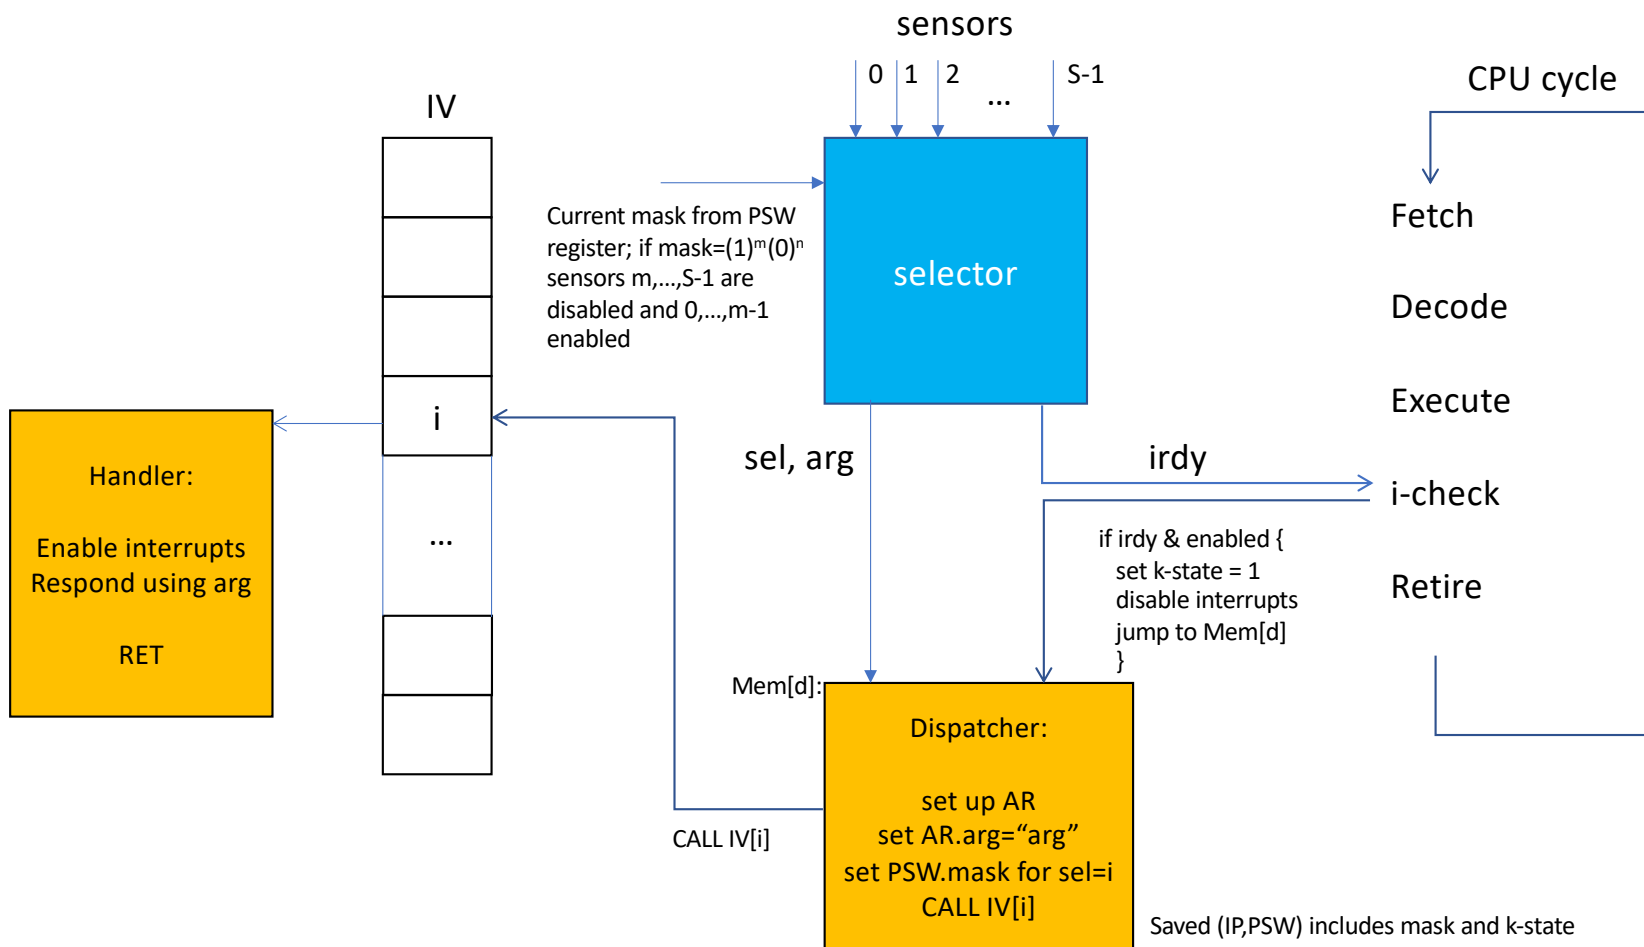 sensors
0 1 2 ... S-1
CPU cycle
IV
Current mask from PSW
register; if mask=(1)ᵐ(0)ⁿ
sensors m,...,S-1 are
disabled and 0,...,m-1
enabled
selector
Fetch
Decode
Execute
i-check
Retire
i
...
sel, arg
irdy
Handler:
Enable interrupts
Respond using arg
RET
if irdy & enabled {
set k-state = 1
disable interrupts
jump to Mem[d]
}
Mem[d]:
Dispatcher:
set up AR
set AR.arg=“arg”
set PSW.mask for sel=i
CALL IV[i]
CALL IV[i]
Saved (IP,PSW) includes mask and k-state